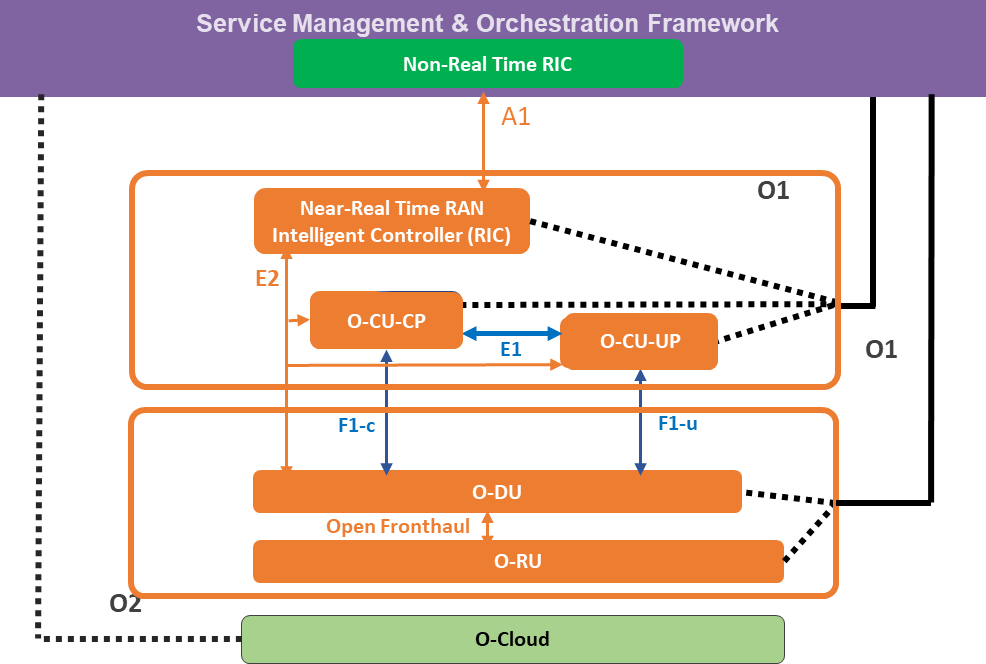 Service Management & Orchestration Framework
Non-Real Time RIC
A1
O1
Near-Real Time RAN
Intelligent Controller (RIC)
E2
O-CU-CP
O-CU-UP
E1
O1
F1-c
F1-u
O-DU
Open Fronthaul
O-RU
O2
O-Cloud